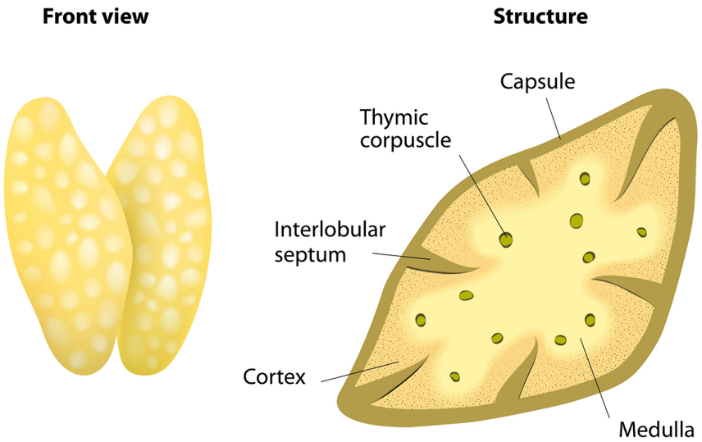 Front view
Structure
Capsule
Thymic
corpuscle
Interlobular
septum
Cortex
Medulla